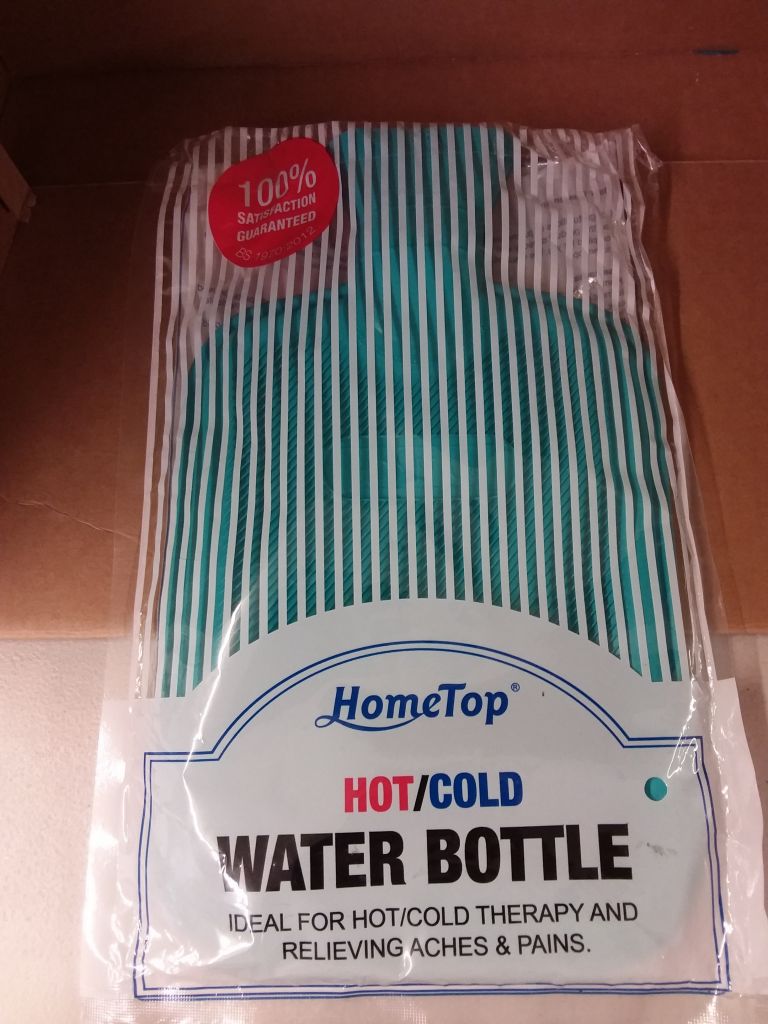 100%
SATISFACTION
GUARANTEED
BS 1970:2012
HomeTop®
HOT/COLD
WATER BOTTLE
IDEAL FOR HOT/COLD THERAPY AND
RELIEVING ACHES & PAINS.